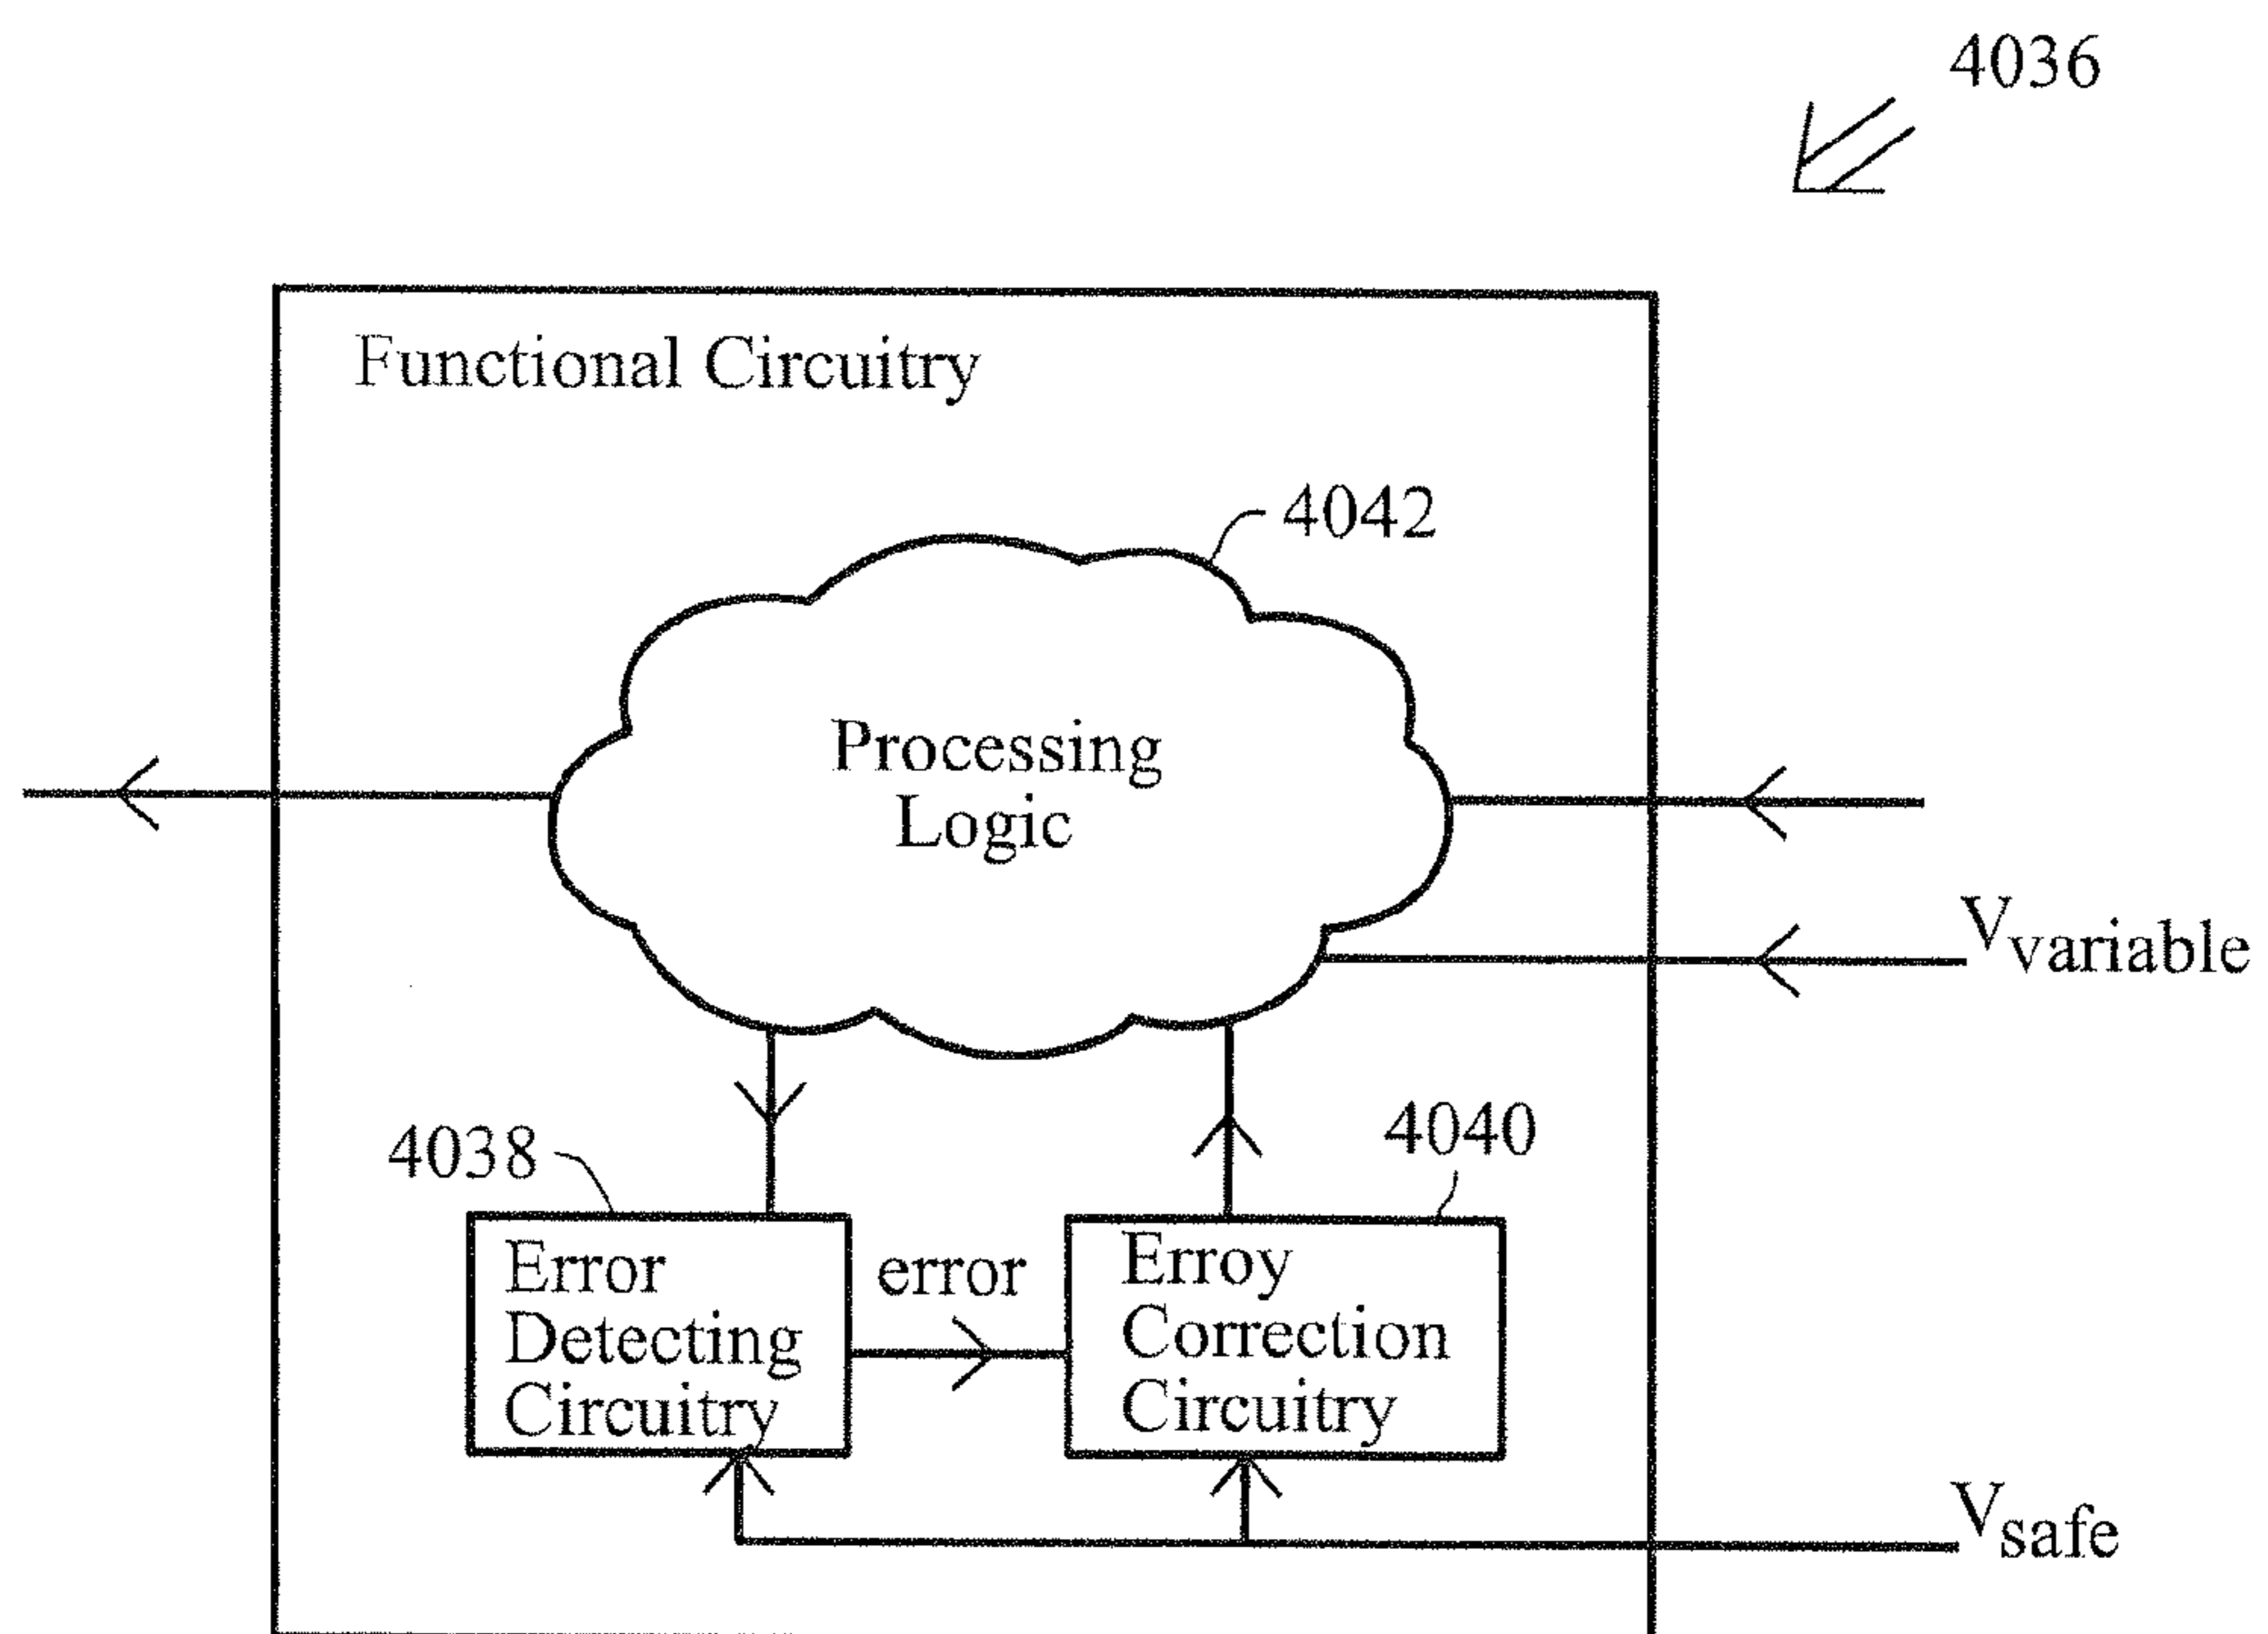 4036
Functional Circuitry
4042
Processing
Logic
Vvariable
4038
4040
Error
Detecting
Circuitry
error
Erroy
Correction
Circuitry
Vsafe